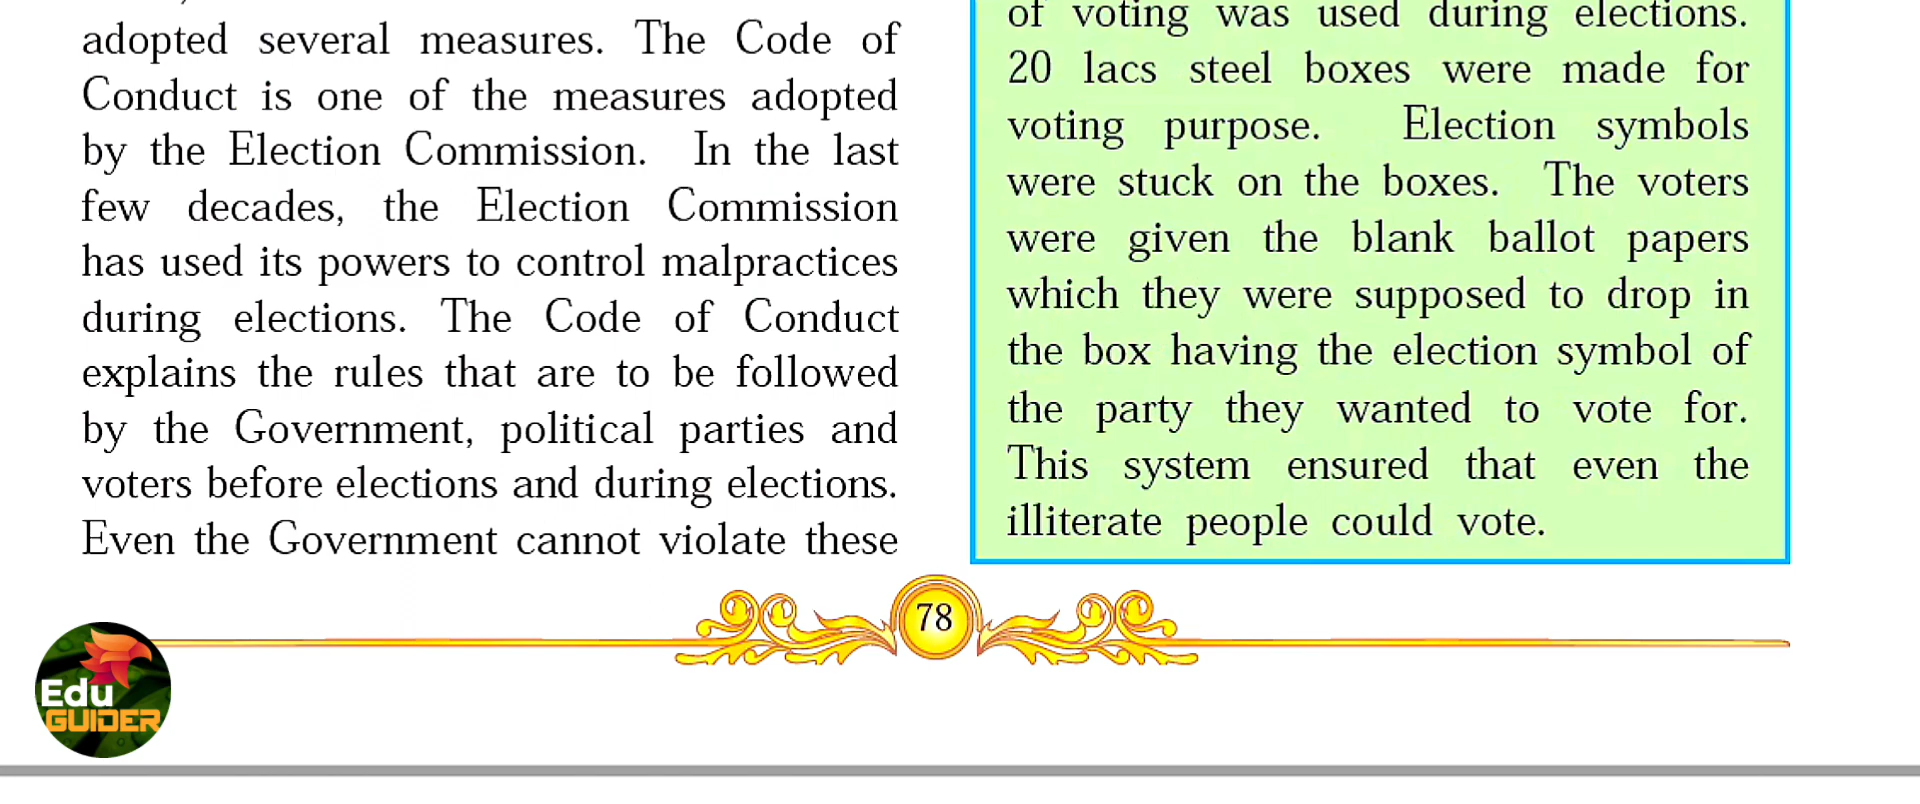 adopted several measures. The Code of
Conduct is one of the measures adopted
by the Election Commission. In the last
few decades, the Election Commission
has used its powers to control malpractices
during elections. The Code of Conduct
explains the rules that are to be followed
by the Government, political parties and
voters before elections and during elections.
Even the Government cannot violate these
of voting was used during elections.
20 lacs steel boxes were made for
voting purpose. Election symbols
were stuck on the boxes. The voters
were given the blank ballot papers
which they were supposed to drop in
the box having the election symbol of
the party they wanted to vote for.
This system ensured that even the
illiterate people could vote.
78
Edu
GUIDER